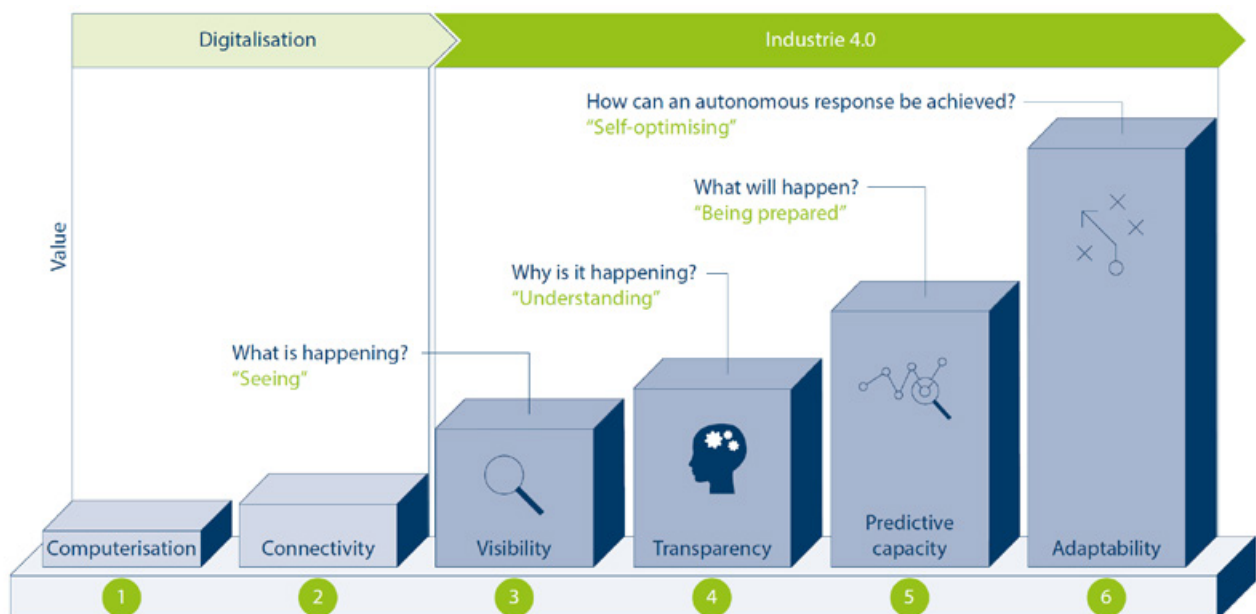 Digitalisation
Industrie 4.0
How can an autonomous response be achieved?
"Self-optimising"
What will happen?
"Being prepared"
Value
Why is it happening?
"Understanding"
What is happening?
"Seeing"
Computerisation
Connectivity
Visibility
Transparency
Predictive
capacity
Adaptability
1
2
3
4
5
6